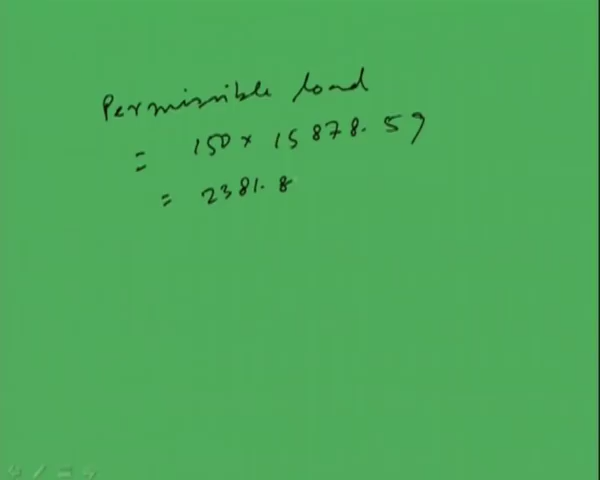 Permissible load
= 150 × 15878.59
= 2381.8